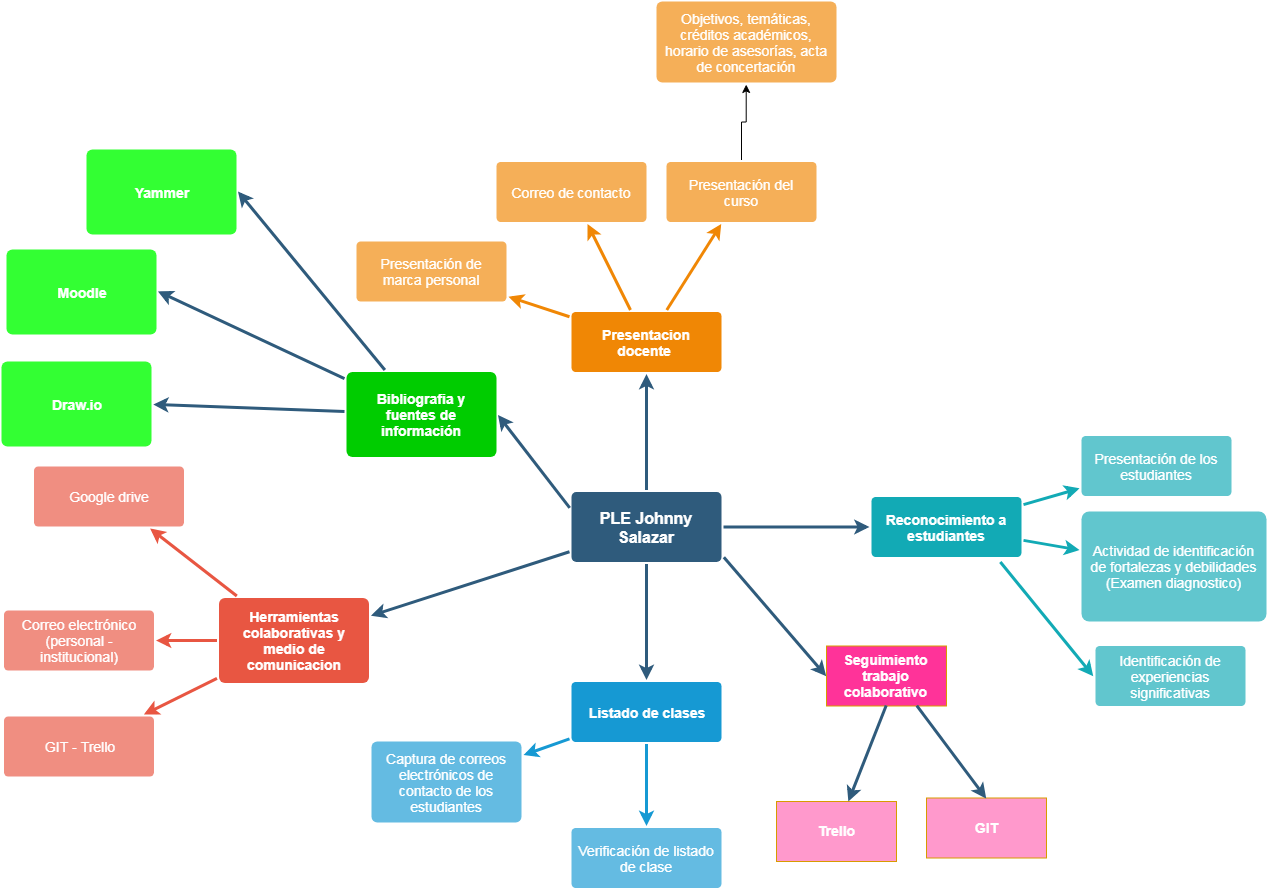 Objetivos, temáticas,
créditos académicos,
horario de asesorías, acta
de concertación
Yammer
Correo de contacto
Presentación del
curso
Moodle
Presentación de
marca personal
Presentacion
docente
Draw.io
Bibliografia y
fuentes de
información
Google drive
PLE Johnny
Salazar
Reconocimiento a
estudiantes
Presentación de los
estudiantes
Actividad de identificación
de fortalezas y debilidades
(Examen diagnostico)
Identificación de
experiencias
significativas
Herramientas
colaborativas y
medio de
comunicacion
Correo electrónico
(personal -
institucional)
GIT - Trello
Listado de clases
Seguimiento
trabajo
colaborativo
Captura de correos
electrónicos de
contacto de los
estudiantes
Verificación de listado
de clase
Trello
GIT